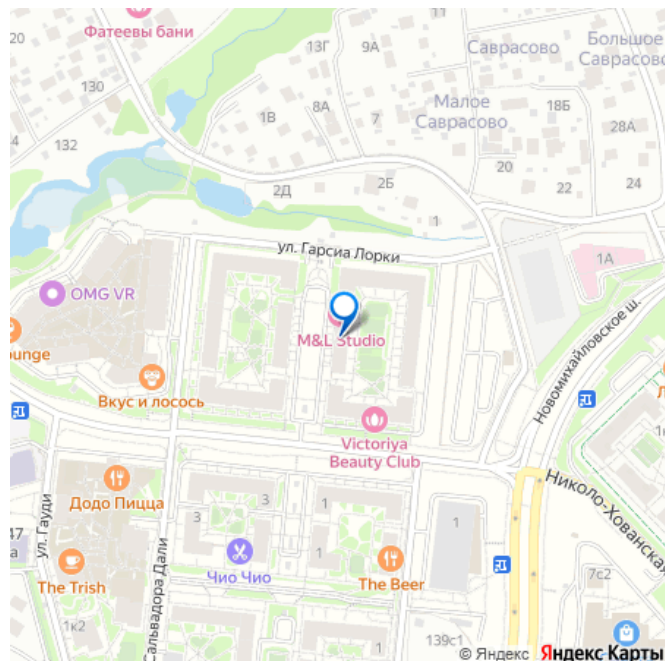 Фатеевы бани
13Г
9А
Саврасово
Большое
Саврасово
130
20
1В
8А
7
Малое
Саврасово
18Б
28А
132
64
2Д
2Б
1
20
22
24
ул. Гарсиа Лорки
1А
OMG VR
M&L Studio
Новомихайловское ш.
ounge
Вкус и лосось
Victoriya
Beauty Club
Л
1к
Николо-Хованская
Додо Пицца
ул. Гауди
47
а
3
3
1
1
1
The Trish
Сальвадора Дали
Чио Чио
The Beer
7с2
1к2
139с1
© Яндекс
Яндекс Карты